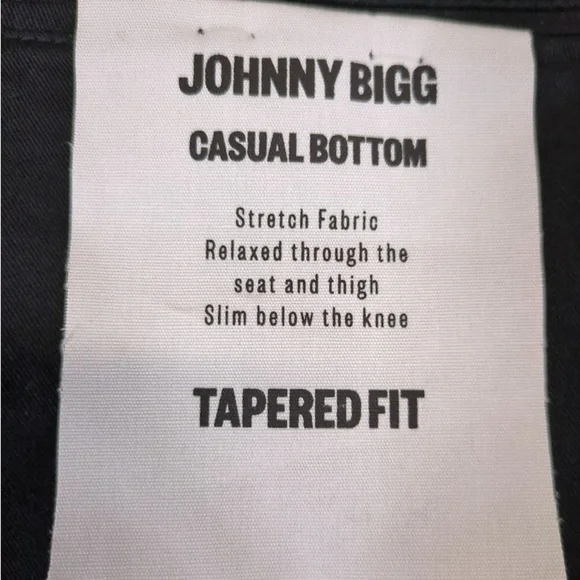 JOHNNY BIGG
CASUAL BOTTOM
Stretch Fabric
Relaxed through the
seat and thigh
Slim below the knee
TAPERED FIT